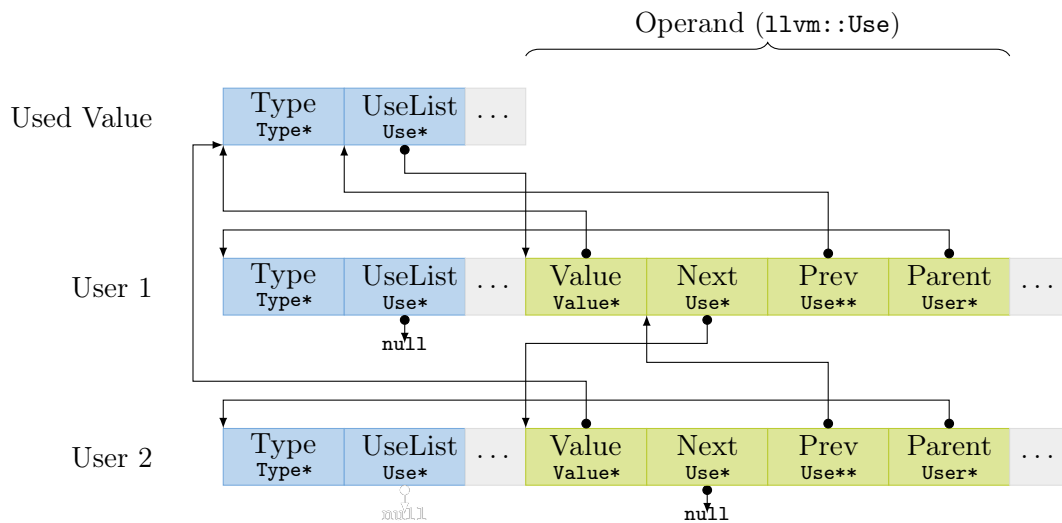 Operand (llvm::Use)
Used Value
Type UseList ...
Type* Use*
User 1
Type UseList ... Value Next Prev Parent ...
Type* Use* Value* Use* Use** User*
null
User 2
Type UseList ... Value Next Prev Parent ...
Type* Use* Value* Use* Use** User*
null null